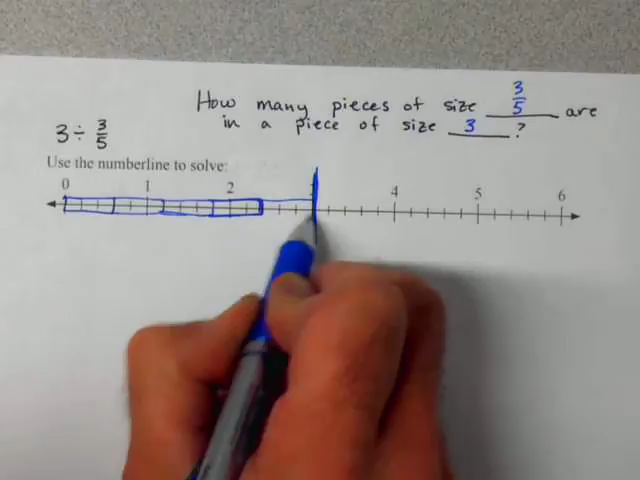 How many pieces of size 3/5 are
in a piece of size 3 ?
3 ÷ 3/5
Use the numberline to solve:
0 1 2 4 5 6